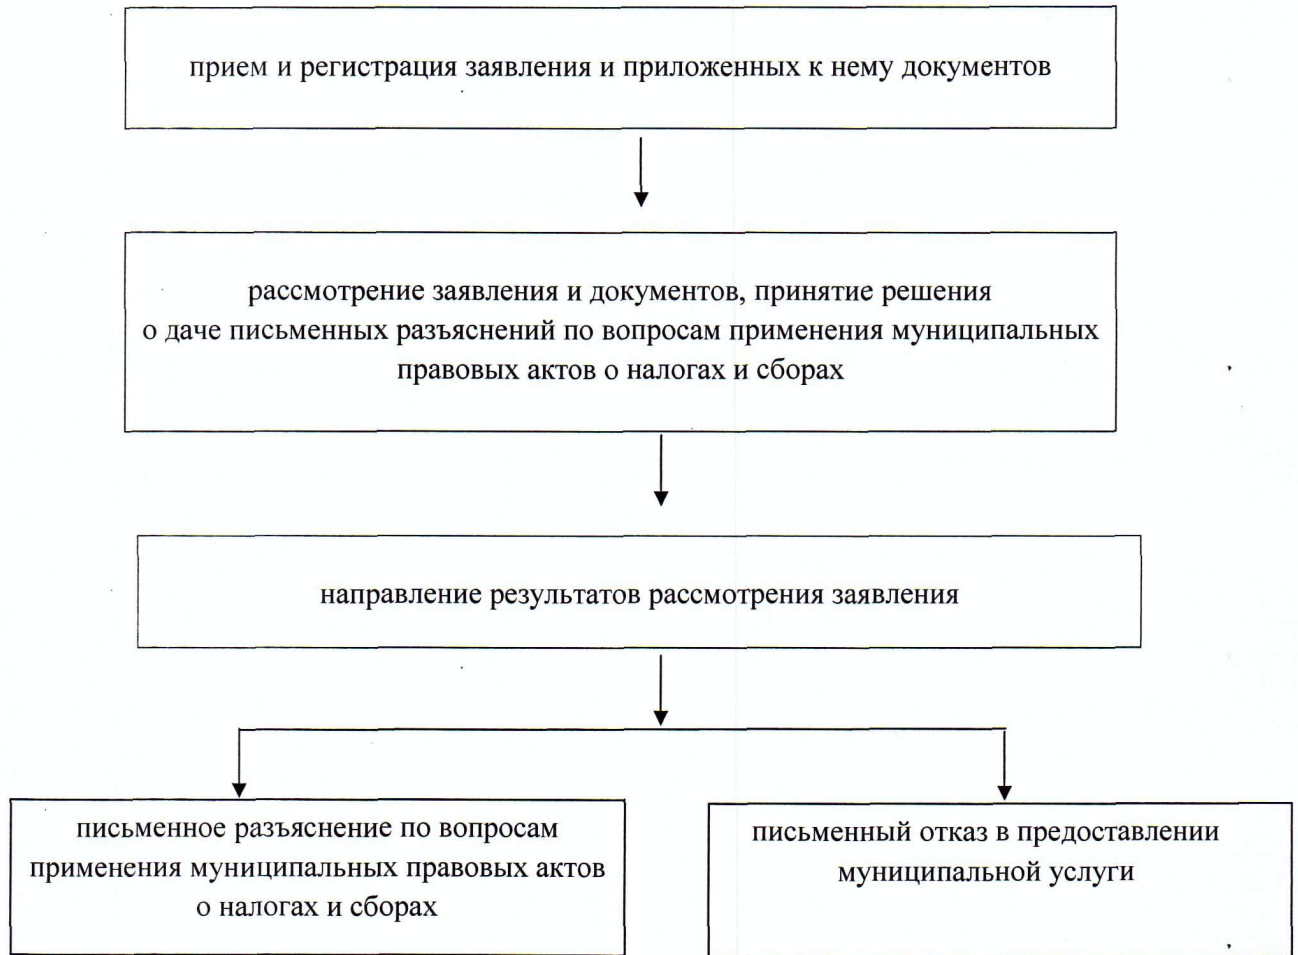 прием и регистрация заявления и приложенных к нему документов
рассмотрение заявления и документов, принятие решения
о даче письменных разъяснений по вопросам применения муниципальных
правовых актов о налогах и сборах
направление результатов рассмотрения заявления
письменное разъяснение по вопросам
применения муниципальных правовых актов
о налогах и сборах
письменный отказ в предоставлении
муниципальной услуги